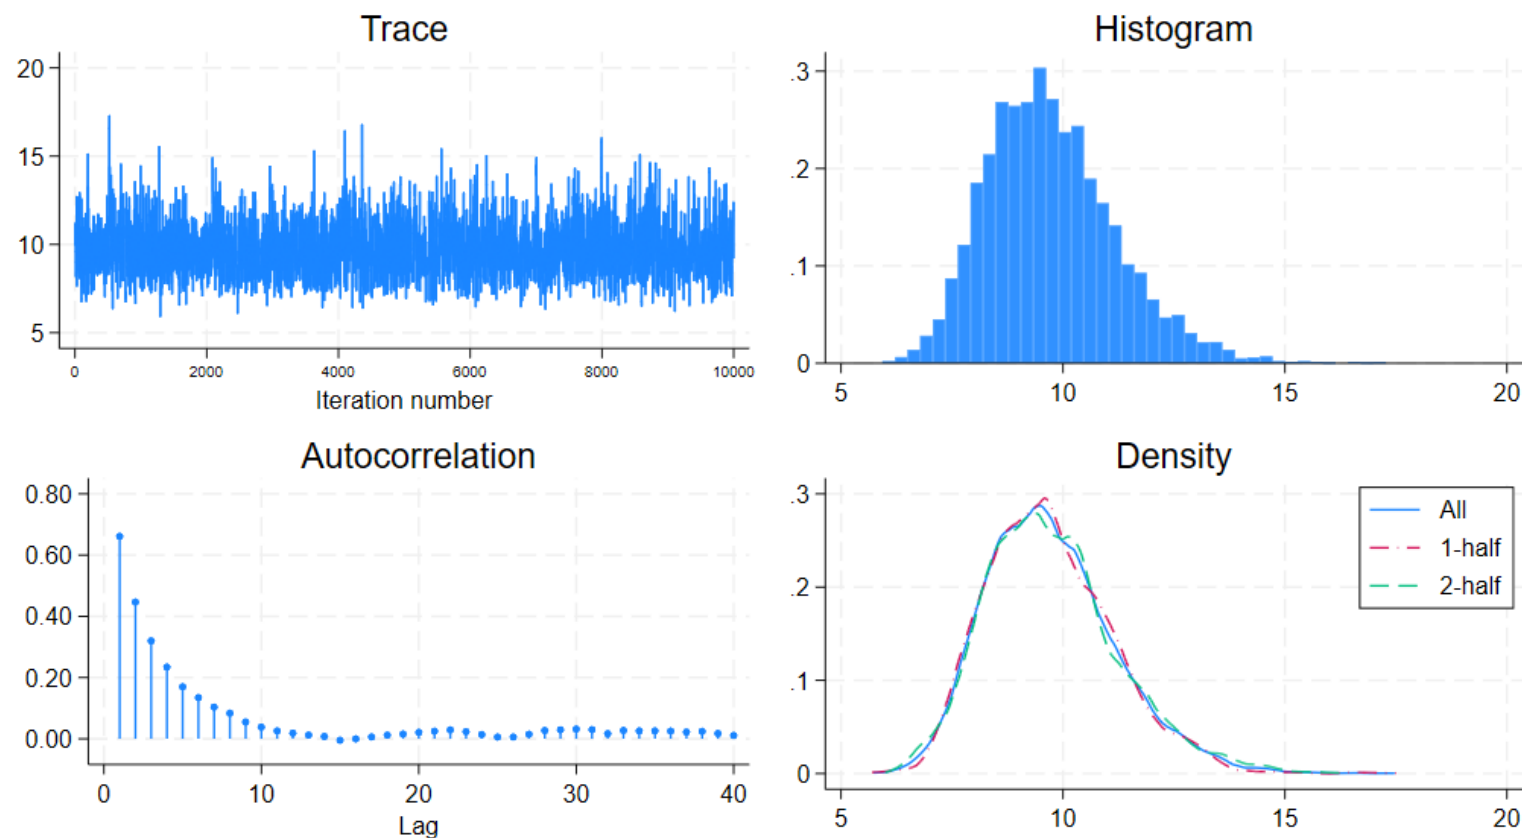 Trace
20
15
10
5
0 2000 4000 6000 8000 10000
Iteration number
Histogram
.3
.2
.1
0
5 10 15 20
Autocorrelation
0.80
0.60
0.40
0.20
0.00
0 10 20 30 40
Lag
Density
.3
.2
.1
0
5 10 15 20
All
1-half
2-half